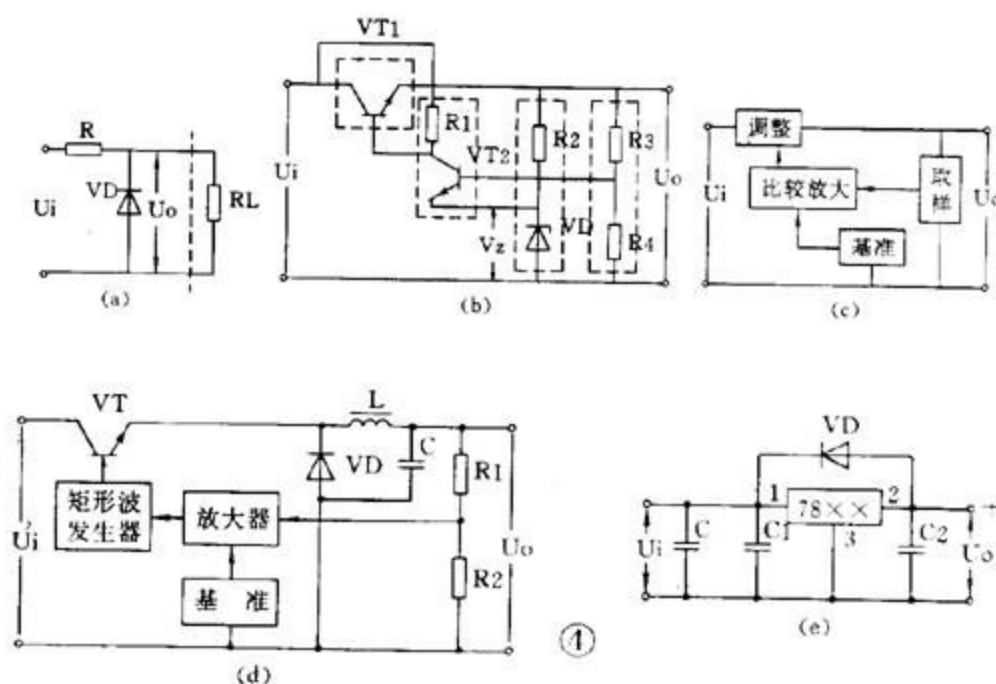 R
VD
Ui
Uo
RL
(a)
VT1
R1
VT2
R2
R3
Ui
Uo
Vz
VD
R4
(b)
调整
Ui
比较放大
取样
基准
(c)
VT
L
VD
C
R1
矩形波
发生器
放大器
Ui
Uo
R2
基 准
(d)
④
VD
1
78××
2
3
Ui
C
C1
C2
Uo
(e)